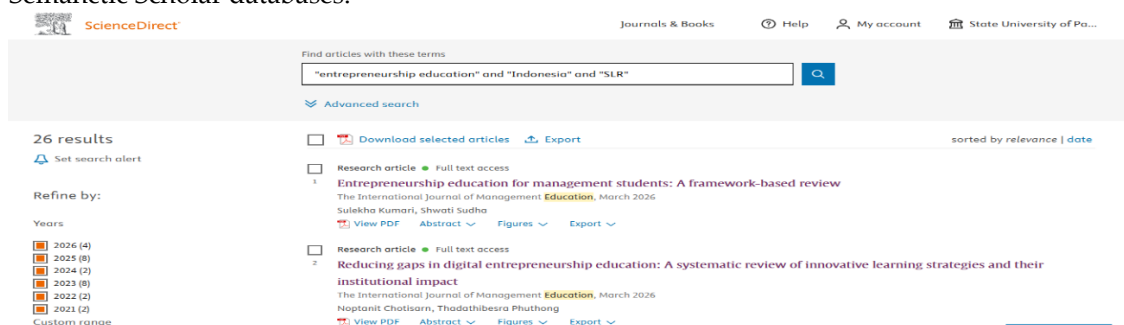 Semanetic Scholar databases.
ScienceDirect
Journals & Books
Help
My account
State University of Pa...
Find articles with these terms
"entrepreneurship education" and "Indonesia" and "SLR"
Advanced search
26 results
Download selected articles
Export
sorted by relevance | date
Set search alert
Research article Full text access
1 Entrepreneurship education for management students: A framework-based review
Refine by:
The International Journal of Management Education, March 2026
Sulekha Kumari, Shwati Sudha
Years
View PDF Abstract Figures Export
2026 (4)
2025 (8)
2024 (2)
2023 (8)
2022 (2)
2021 (2)
Custom range
Research article Full text access
2 Reducing gaps in digital entrepreneurship education: A systematic review of innovative learning strategies and their
institutional impact
The International Journal of Management Education, March 2026
Noptanit Chotisarn, Thadathibesra Phuthong
View PDF Abstract Figures Export